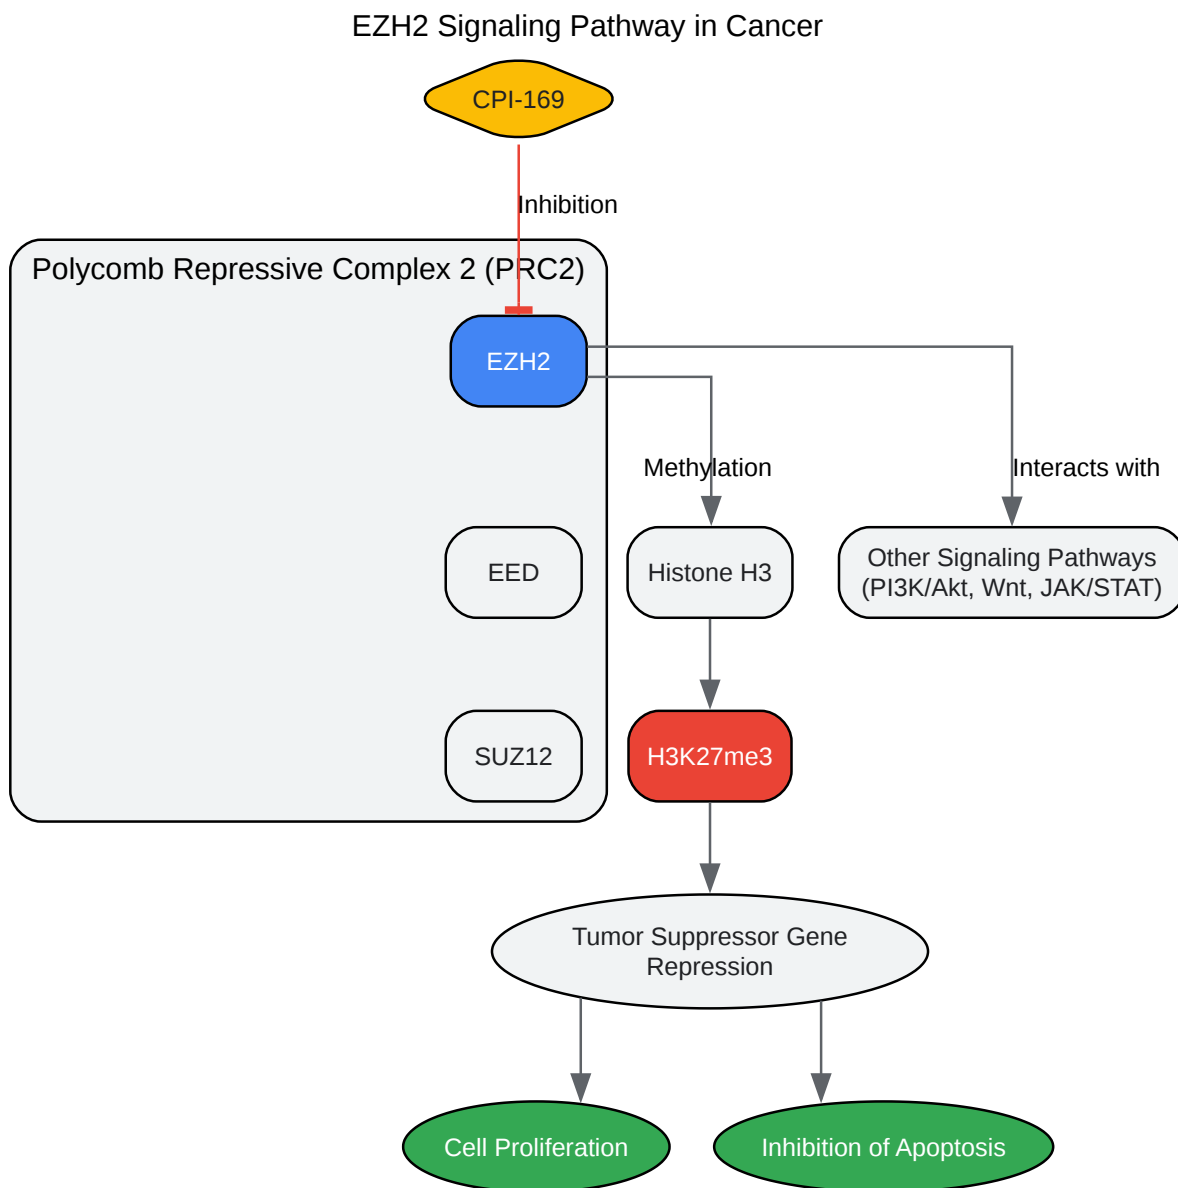 EZH2 Signaling Pathway in Cancer
CPI-169
Inhibition
Polycomb Repressive Complex 2 (PRC2)
EZH2
Methylation
Interacts with
EED
Histone H3
Other Signaling Pathways
(PI3K/Akt, Wnt, JAK/STAT)
SUZ12
H3K27me3
Tumor Suppressor Gene
Repression
Cell Proliferation
Inhibition of Apoptosis